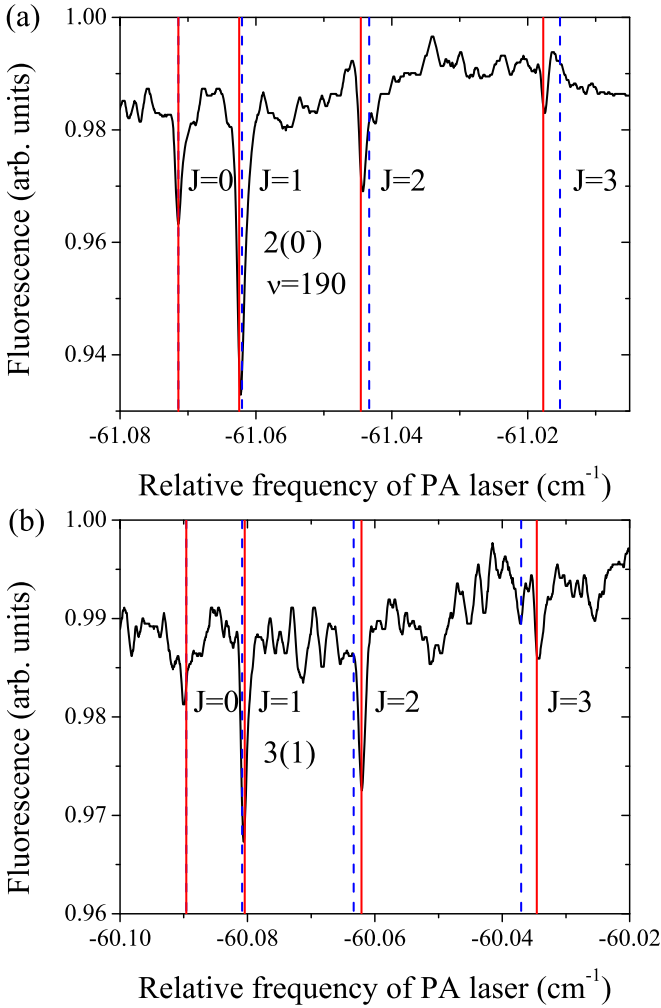 (a)
1.00
0.98
0.96
0.94
Fluorescence (arb. units)
J=0 J=1 J=2 J=3
2(0⁻)
ν=190
-61.08 -61.06 -61.04 -61.02
Relative frequency of PA laser (cm⁻¹)
(b)
1.00
0.99
0.98
0.97
0.96
Fluorescence (arb. units)
J=0 J=1 J=2 J=3
3(1)
-60.10 -60.08 -60.06 -60.04 -60.02
Relative frequency of PA laser (cm⁻¹)